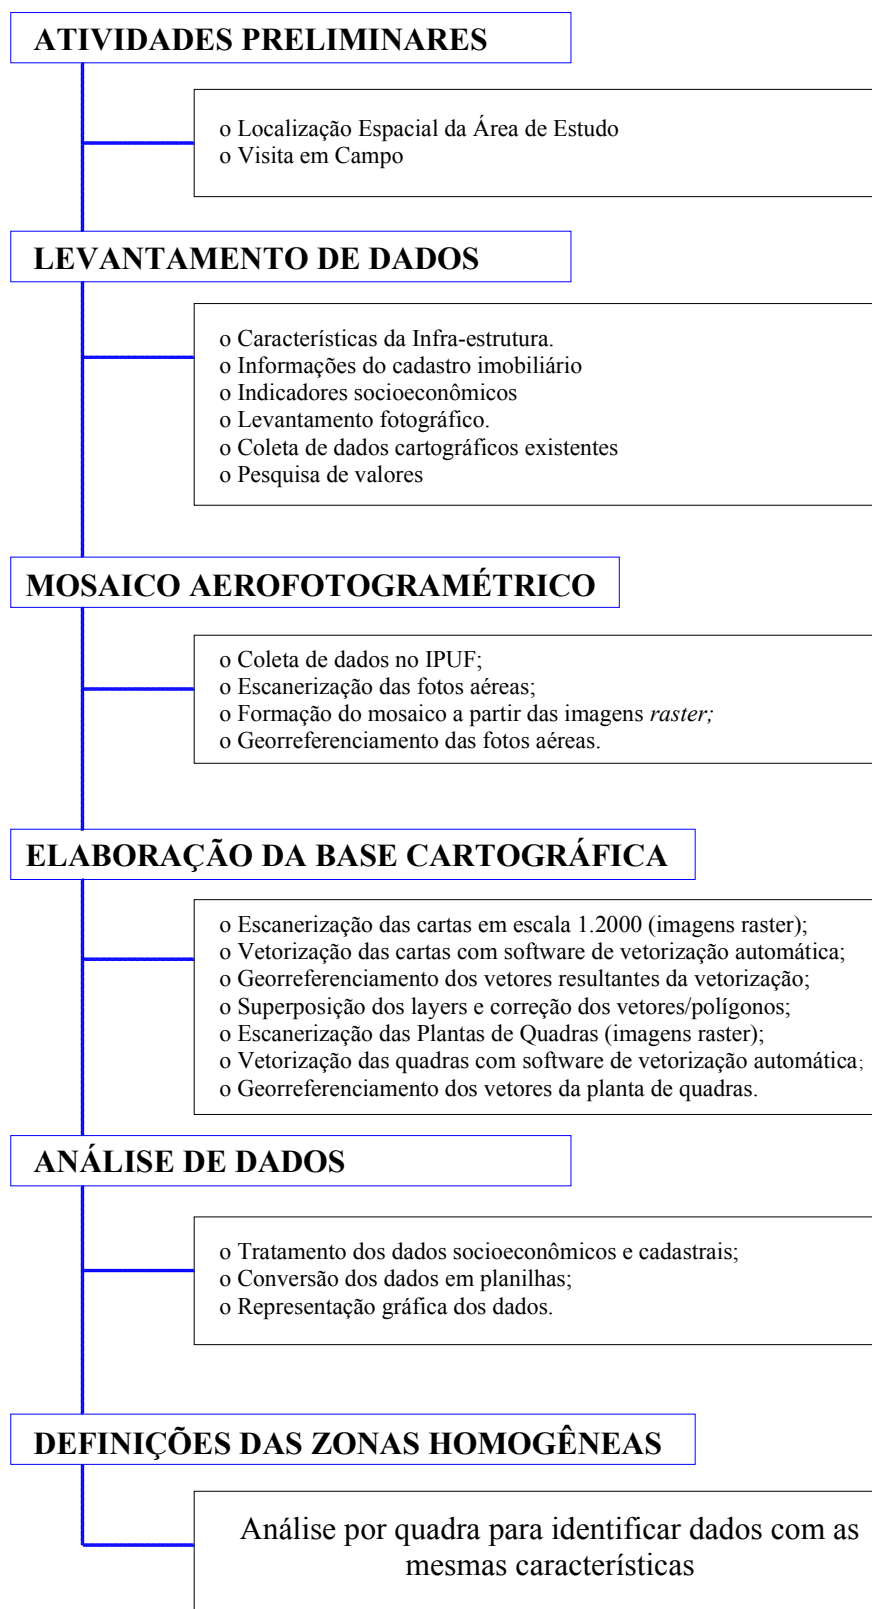 ATIVIDADES PRELIMINARES
o Localização Espacial da Área de Estudo
o Visita em Campo
LEVANTAMENTO DE DADOS
o Características da Infra-estrutura.
o Informações do cadastro imobiliário
o Indicadores socioeconômicos
o Levantamento fotográfico.
o Coleta de dados cartográficos existentes
o Pesquisa de valores
MOSAICO AEROFOTOGRAMÉTRICO
o Coleta de dados no IPUF;
o Escanerização das fotos aéreas;
o Formação do mosaico a partir das imagens raster;
o Georreferenciamento das fotos aéreas.
ELABORAÇÃO DA BASE CARTOGRÁFICA
o Escanerização das cartas em escala 1.2000 (imagens raster);
o Vetorização das cartas com software de vetorização automática;
o Georreferenciamento dos vetores resultantes da vetorização;
o Superposição dos layers e correção dos vetores/polígonos;
o Escanerização das Plantas de Quadras (imagens raster);
o Vetorização das quadras com software de vetorização automática;
o Georreferenciamento dos vetores da planta de quadras.
ANÁLISE DE DADOS
o Tratamento dos dados socioeconômicos e cadastrais;
o Conversão dos dados em planilhas;
o Representação gráfica dos dados.
DEFINIÇÕES DAS ZONAS HOMOGÊNEAS
Análise por quadra para identificar dados com as
mesmas características